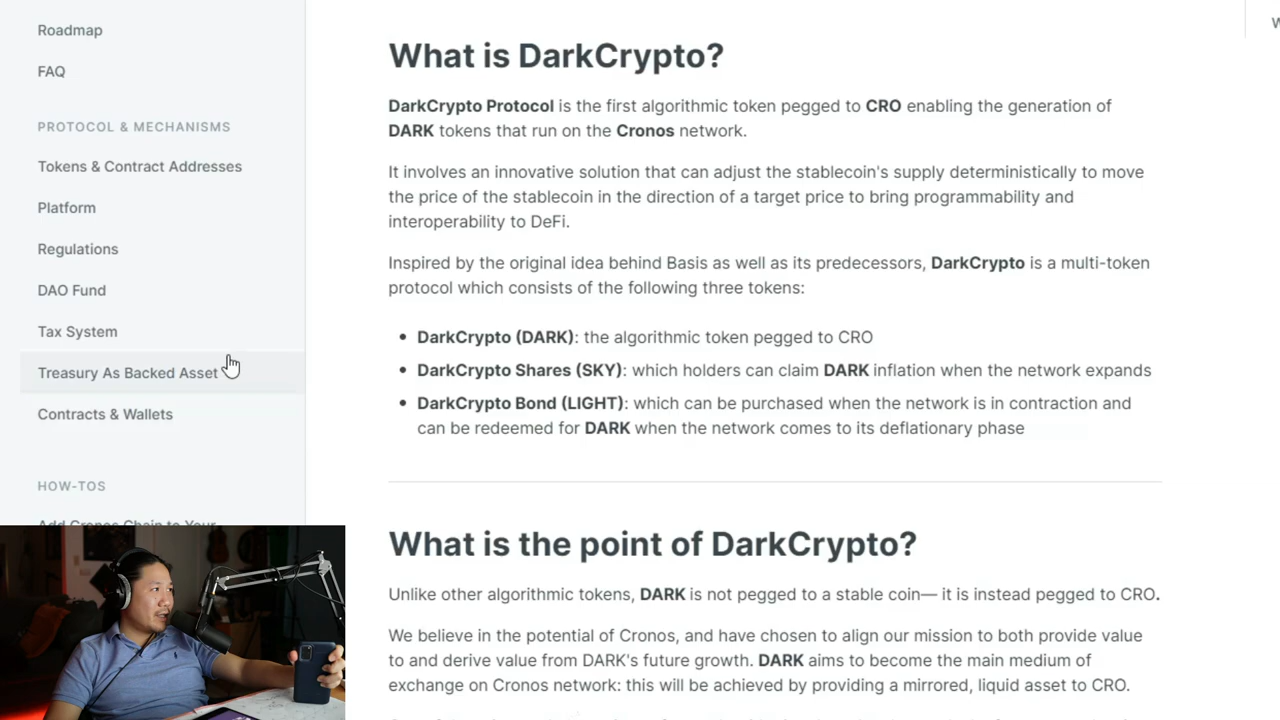 Roadmap
FAQ
PROTOCOL & MECHANISMS
Tokens & Contract Addresses
Platform
Regulations
DAO Fund
Tax System
Treasury As Backed Asset
Contracts & Wallets
HOW-TOS
Add Cronos Chain to Your
What is DarkCrypto?
DarkCrypto Protocol is the first algorithmic token pegged to CRO enabling the generation of
DARK tokens that run on the Cronos network.
It involves an innovative solution that can adjust the stablecoin's supply deterministically to move
the price of the stablecoin in the direction of a target price to bring programmability and
interoperability to DeFi.
Inspired by the original idea behind Basis as well as its predecessors, DarkCrypto is a multi-token
protocol which consists of the following three tokens:
• DarkCrypto (DARK): the algorithmic token pegged to CRO
• DarkCrypto Shares (SKY): which holders can claim DARK inflation when the network expands
• DarkCrypto Bond (LIGHT): which can be purchased when the network is in contraction and
can be redeemed for DARK when the network comes to its deflationary phase
What is the point of DarkCrypto?
Unlike other algorithmic tokens, DARK is not pegged to a stable coin— it is instead pegged to CRO.
We believe in the potential of Cronos, and have chosen to align our mission to both provide value
to and derive value from DARK's future growth. DARK aims to become the main medium of
exchange on Cronos network: this will be achieved by providing a mirrored, liquid asset to CRO.